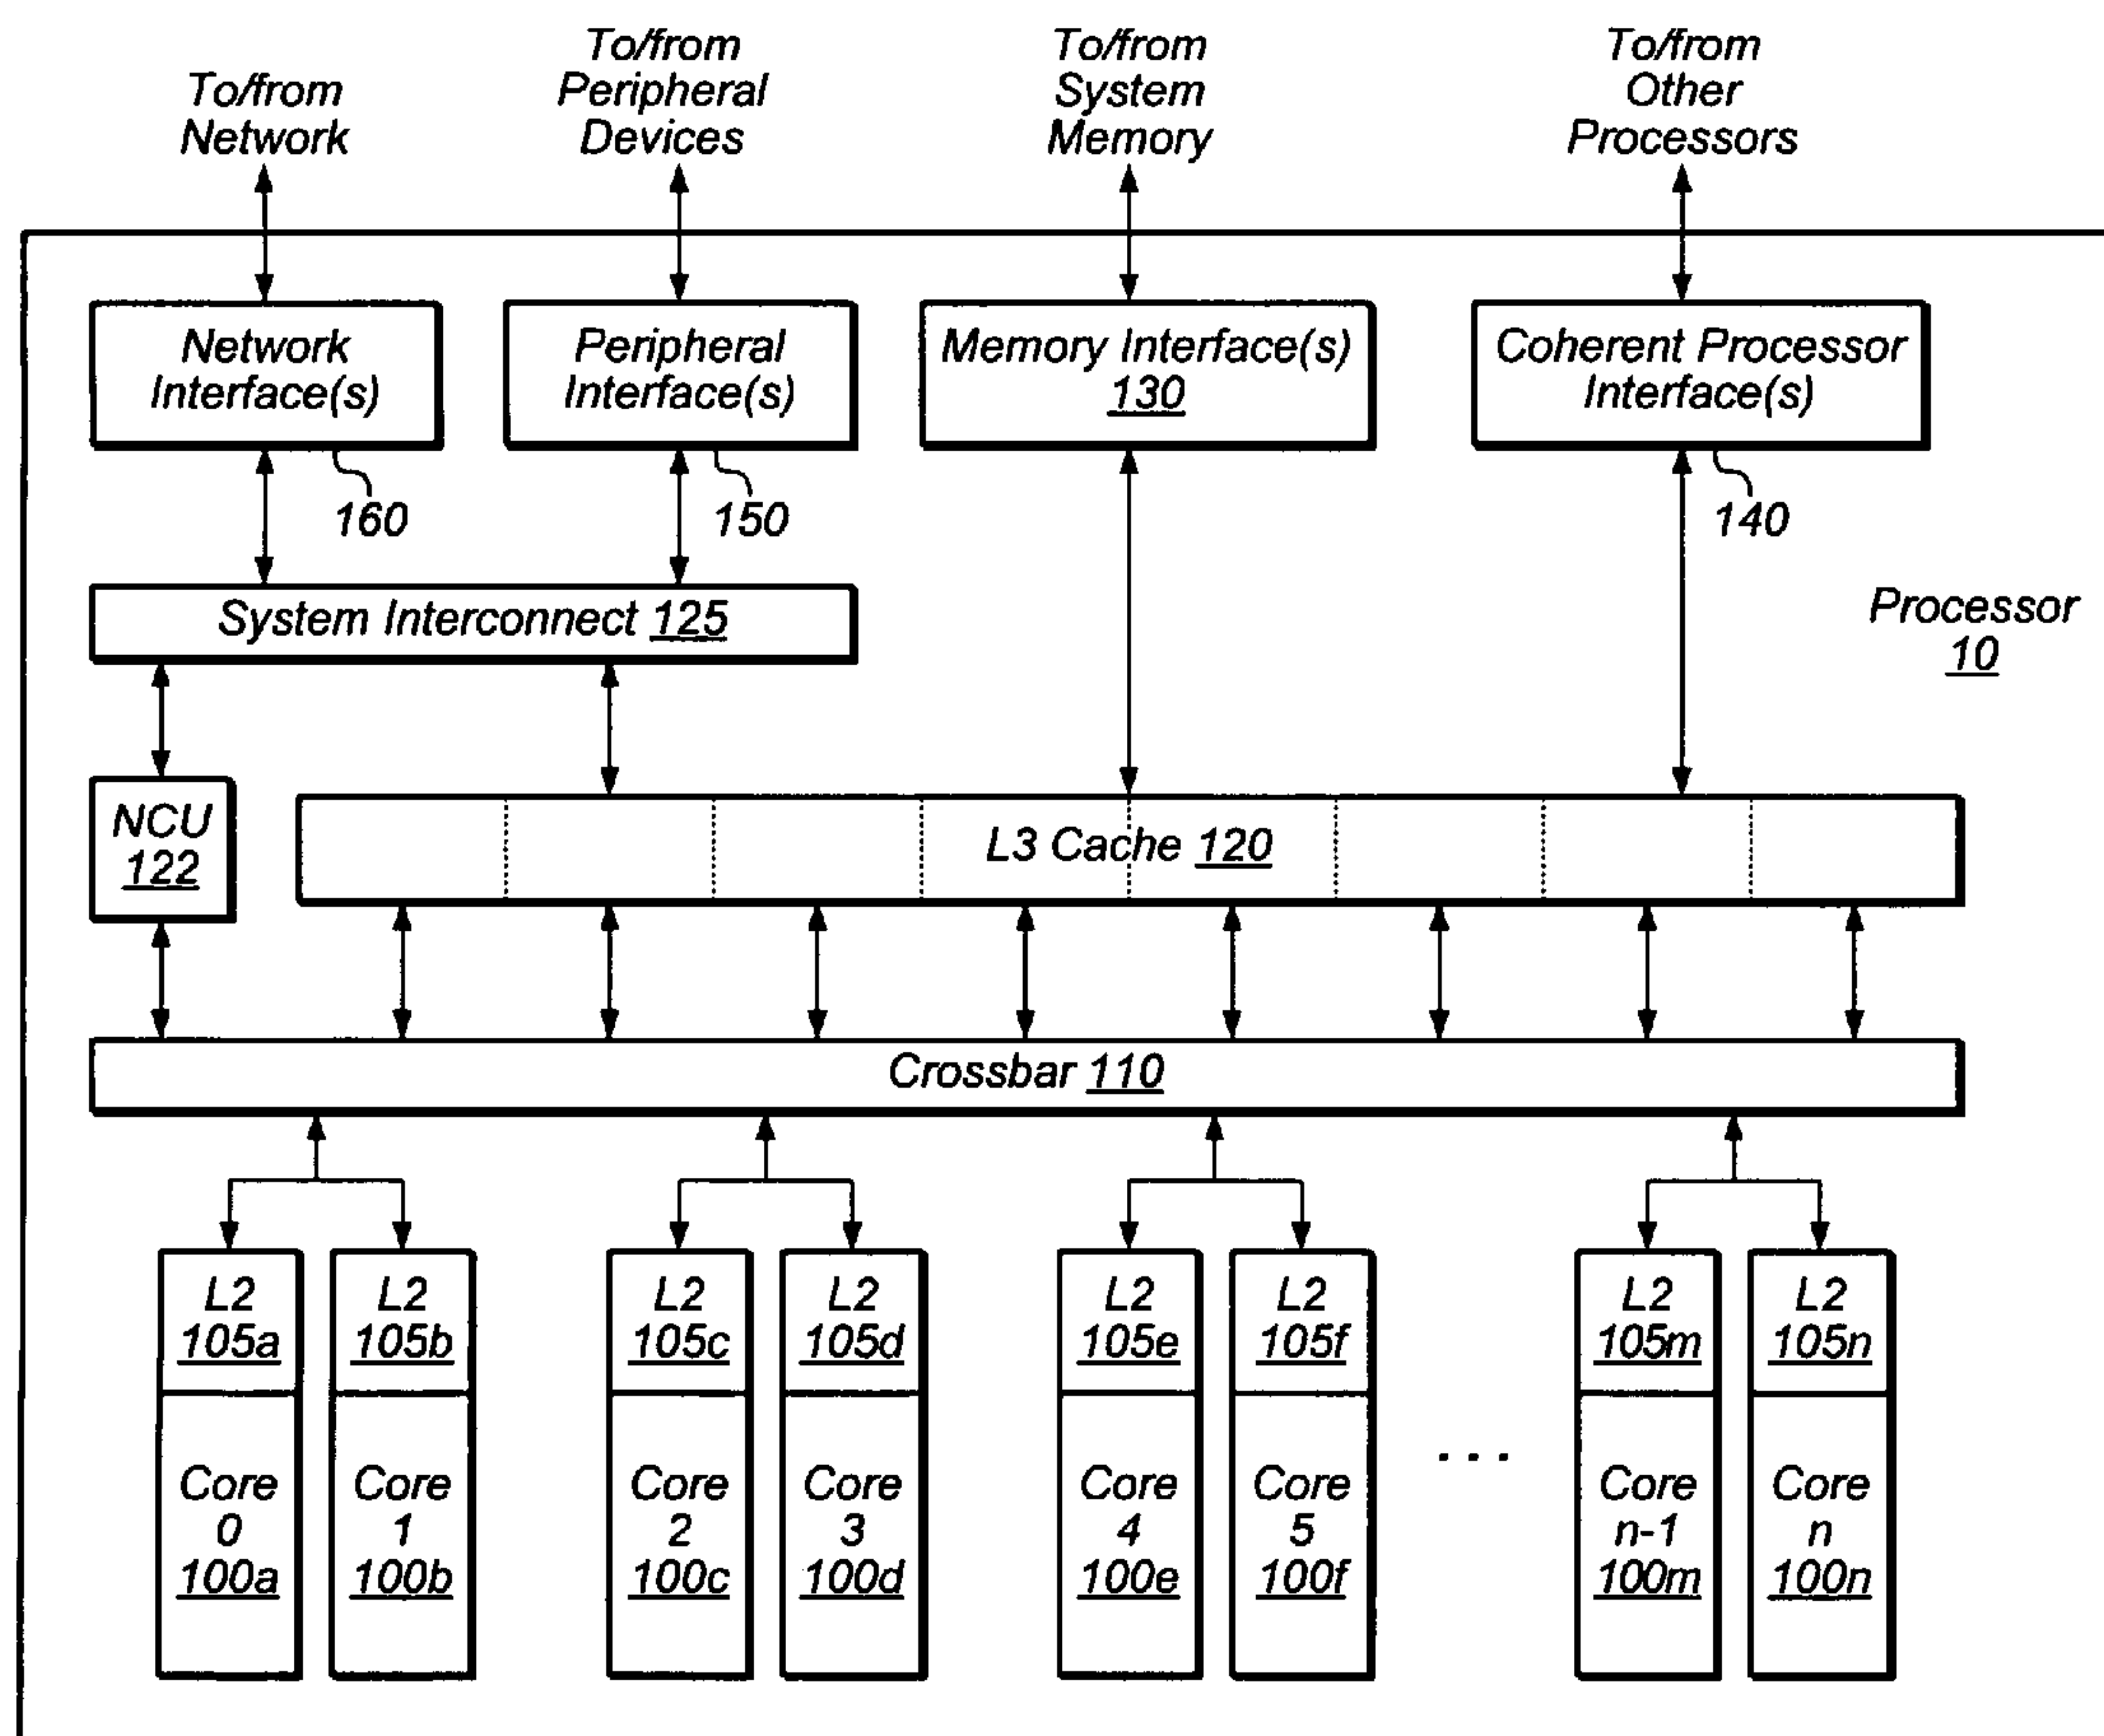 To/from
Network
To/from
Peripheral
Devices
To/from
System
Memory
To/from
Other
Processors
Network
Interface(s)
160
Peripheral
Interface(s)
150
Memory Interface(s)
130
Coherent Processor
Interface(s)
140
System Interconnect 125
Processor
10
NCU
122
L3 Cache 120
Crossbar 110
L2
105a
L2
105b
L2
105c
L2
105d
L2
105e
L2
105f
L2
105m
L2
105n
Core
0
100a
Core
1
100b
Core
2
100c
Core
3
100d
Core
4
100e
Core
5
100f
...
Core
n-1
100m
Core
n
100n